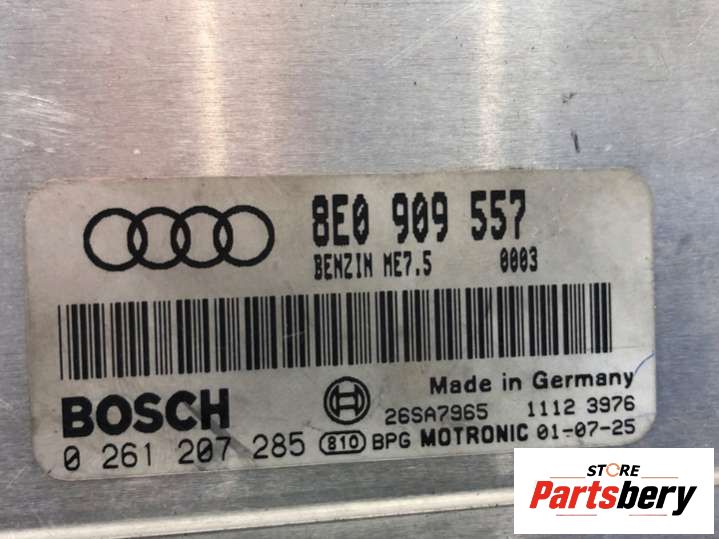 8E0 909 557
BENZIN ME7.5 0003
Made in Germany
BOSCH 26SA7965 1112 3976
0 261 207 285 810 BPG MOTRONIC 01-07-25
STORE
Partsbery